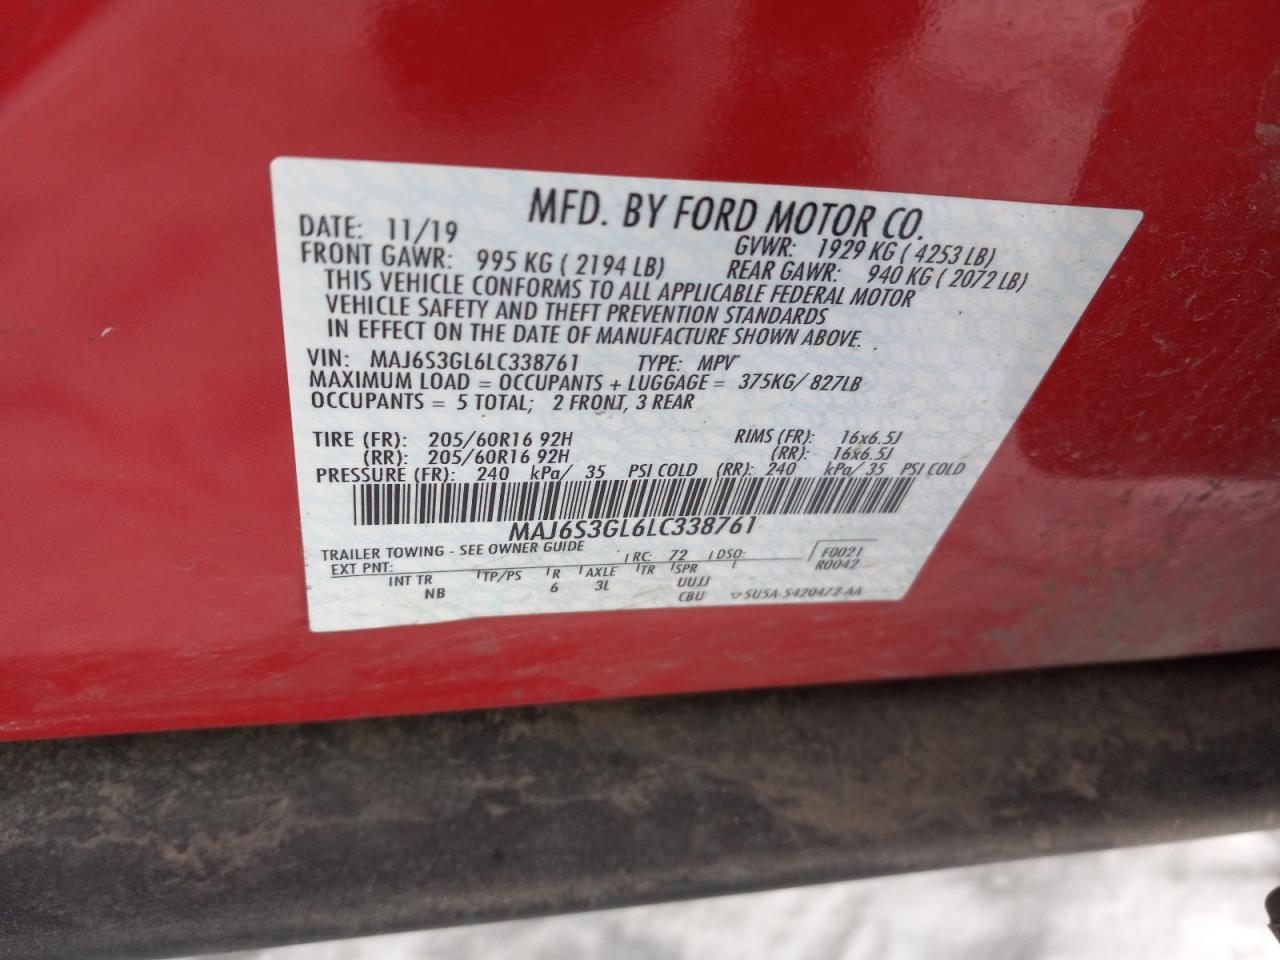 MFD. BY FORD MOTOR CO.
DATE: 11/19 GVWR: 1929 KG ( 4253 LB)
FRONT GAWR: 995 KG ( 2194 LB) REAR GAWR: 940 KG ( 2072 LB)
THIS VEHICLE CONFORMS TO ALL APPLICABLE FEDERAL MOTOR
VEHICLE SAFETY AND THEFT PREVENTION STANDARDS
IN EFFECT ON THE DATE OF MANUFACTURE SHOWN ABOVE.
VIN: MAJ6S3GL6LC338761 TYPE: MPV
MAXIMUM LOAD = OCCUPANTS + LUGGAGE = 375KG/ 827LB
OCCUPANTS = 5 TOTAL; 2 FRONT, 3 REAR
TIRE (FR): 205/60R16 92H RIMS (FR): 16x6.5J
(RR): 205/60R16 92H (RR): 16x6.5J
PRESSURE (FR): 240 kPa/ 35 PSI COLD (RR): 240 kPa/ 35 PSI COLD
MAJ6S3GL6LC338761
TRAILER TOWING - SEE OWNER GUIDE
EXT PNT: RC: 72 DSO: F0021
R0042
INT TR TP/PS R AXLE TR SPR
NB 6 3L UUJJ
CBU 5U5A-5420472-AA